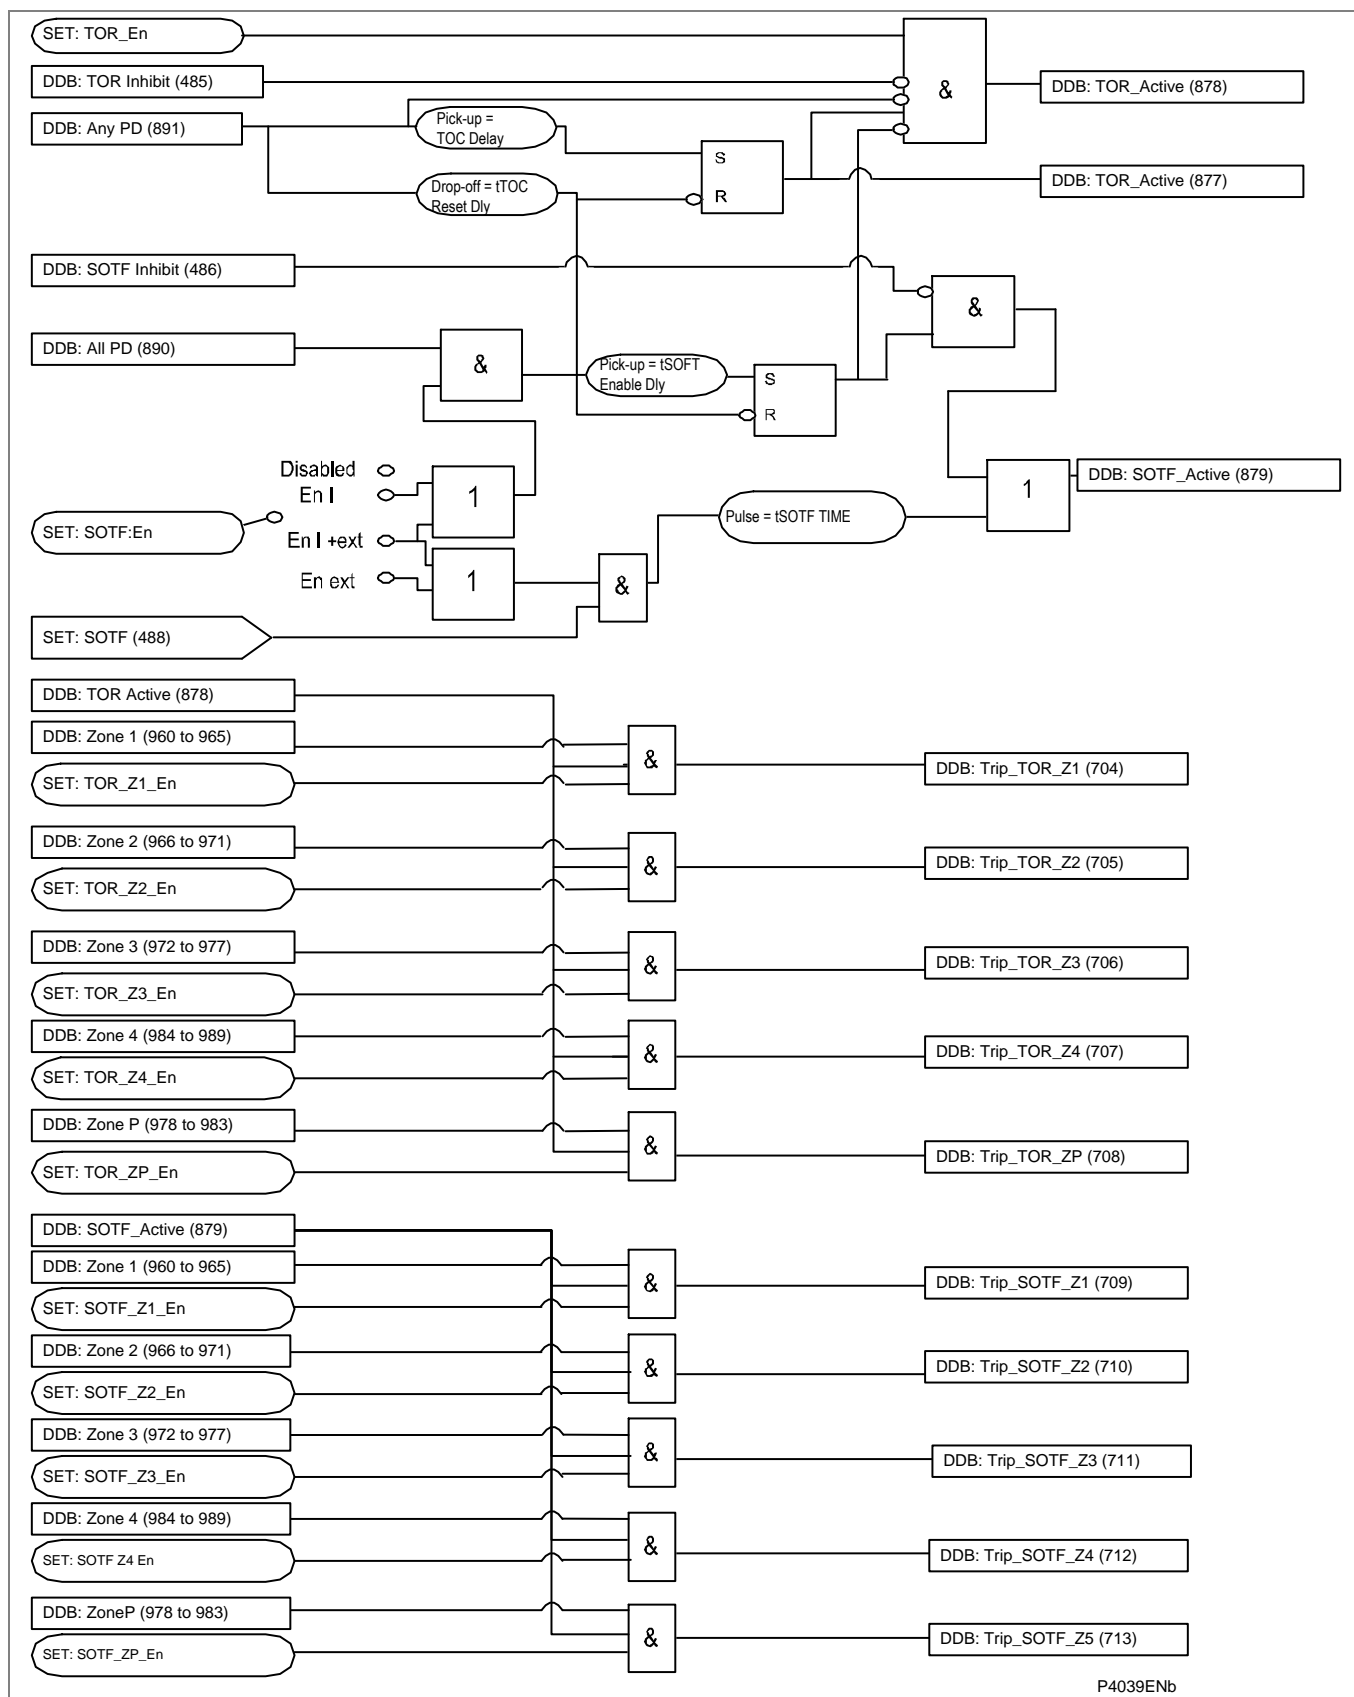 SET: TOR_En
DDB: TOR Inhibit (485)
&
DDB: TOR_Active (878)
DDB: Any PD (891)
Pick-up =
TOC Delay
S
R
Drop-off = tTOC
Reset Dly
DDB: TOR_Active (877)
DDB: SOTF Inhibit (486)
&
DDB: All PD (890)
&
Pick-up = tSOFT
Enable Dly
S
R
Disabled
En I
1
1
DDB: SOTF_Active (879)
SET: SOTF:En
Pulse = tSOTF TIME
En I +ext
En ext
1
&
SET: SOTF (488)
DDB: TOR Active (878)
DDB: Zone 1 (960 to 965)
&
DDB: Trip_TOR_Z1 (704)
SET: TOR_Z1_En
DDB: Zone 2 (966 to 971)
&
DDB: Trip_TOR_Z2 (705)
SET: TOR_Z2_En
DDB: Zone 3 (972 to 977)
&
DDB: Trip_TOR_Z3 (706)
SET: TOR_Z3_En
DDB: Zone 4 (984 to 989)
&
DDB: Trip_TOR_Z4 (707)
SET: TOR_Z4_En
DDB: Zone P (978 to 983)
&
DDB: Trip_TOR_ZP (708)
SET: TOR_ZP_En
DDB: SOTF_Active (879)
DDB: Zone 1 (960 to 965)
&
DDB: Trip_SOTF_Z1 (709)
SET: SOTF_Z1_En
DDB: Zone 2 (966 to 971)
&
DDB: Trip_SOTF_Z2 (710)
SET: SOTF_Z2_En
DDB: Zone 3 (972 to 977)
&
DDB: Trip_SOTF_Z3 (711)
SET: SOTF_Z3_En
DDB: Zone 4 (984 to 989)
&
DDB: Trip_SOTF_Z4 (712)
SET: SOTF Z4 En
DDB: ZoneP (978 to 983)
&
DDB: Trip_SOTF_Z5 (713)
SET: SOTF_ZP_En
P4039ENb